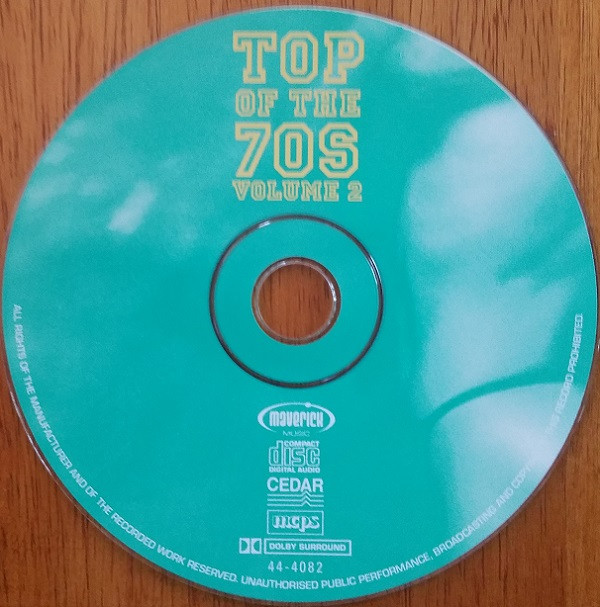 TOP
OF THE
70S
VOLUME 2
maverick
MUSIC
COMPACT
disc
DIGITAL AUDIO
CEDAR
mcps
DOLBY SURROUND
44-4082
ALL RIGHTS OF THE MANUFACTURER AND OF THE RECORDED WORK RESERVED. UNAUTHORISED PUBLIC PERFORMANCE, BROADCASTING AND COPYING RECORD PROHIBITED.